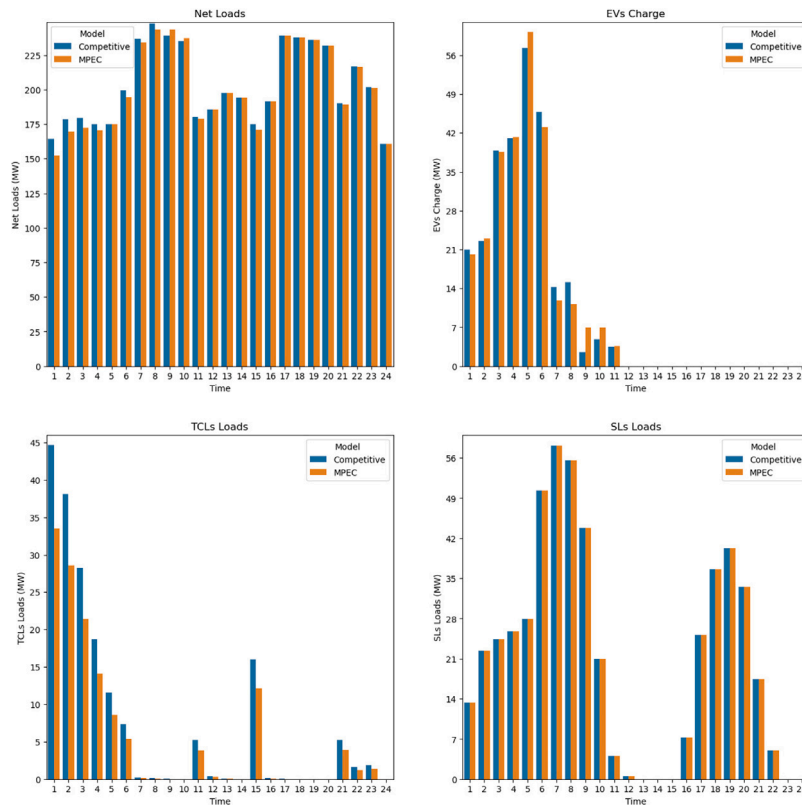 Net Loads
Model
Competitive
MPEC
Net Loads (MW)
225
200
175
150
125
100
75
50
25
0
1 2 3 4 5 6 7 8 9 10 11 12 13 14 15 16 17 18 19 20 21 22 23 24
Time
EVs Charge
Model
Competitive
MPEC
EVs Charge (MW)
56
49
42
35
28
21
14
7
0
1 2 3 4 5 6 7 8 9 10 11 12 13 14 15 16 17 18 19 20 21 22 23 2
Time
TCLs Loads
Model
Competitive
MPEC
TCLs Loads (MW)
45
40
35
30
25
20
15
10
5
0
1 2 3 4 5 6 7 8 9 10 11 12 13 14 15 16 17 18 19 20 21 22 23 24
Time
SLs Loads
Model
Competitive
MPEC
SLs Loads (MW)
56
49
42
35
28
21
14
7
0
1 2 3 4 5 6 7 8 9 10 11 12 13 14 15 16 17 18 19 20 21 22 23 2
Time